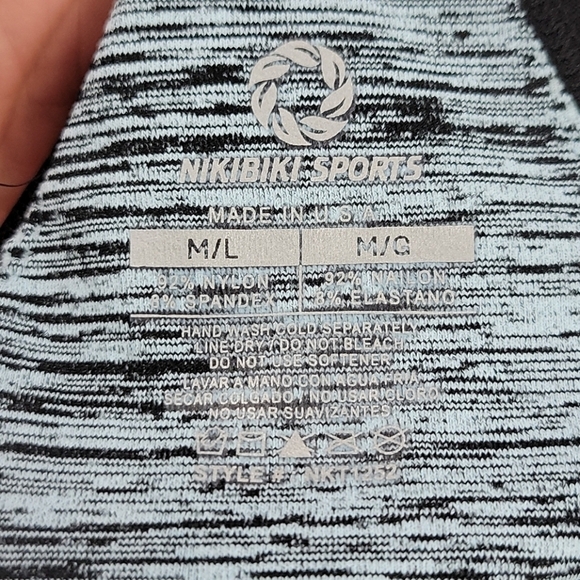 NIKIBIKI SPORTS
MADE IN U.S.A
M/L M/G
92% NYLON 92% NAILON
8% SPANDEX 8% ELASTANO
HAND WASH COLD SEPARATELY
LINE DRY / DO NOT BLEACH
DO NOT USE SOFTENER
LAVAR A MANO CON AGUA FRIA
SECAR COLGADO / NO USAR CLORO
NO USAR SUAVIZANTES
STYLE #